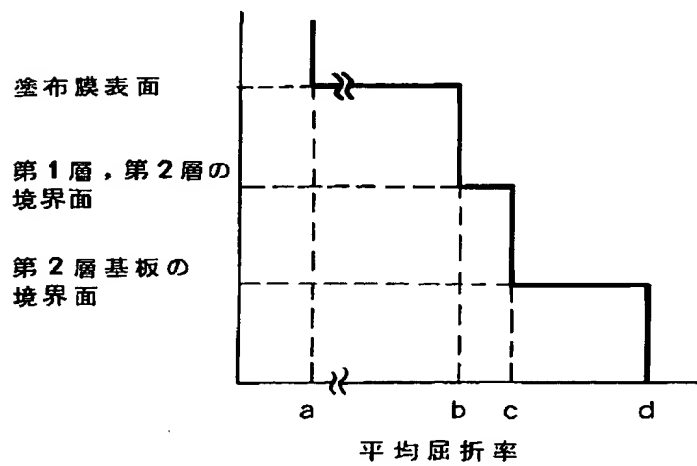 塗布膜表面
第1層,第2層の
境界面
第2層基板の
境界面
a b c d
平均屈折率